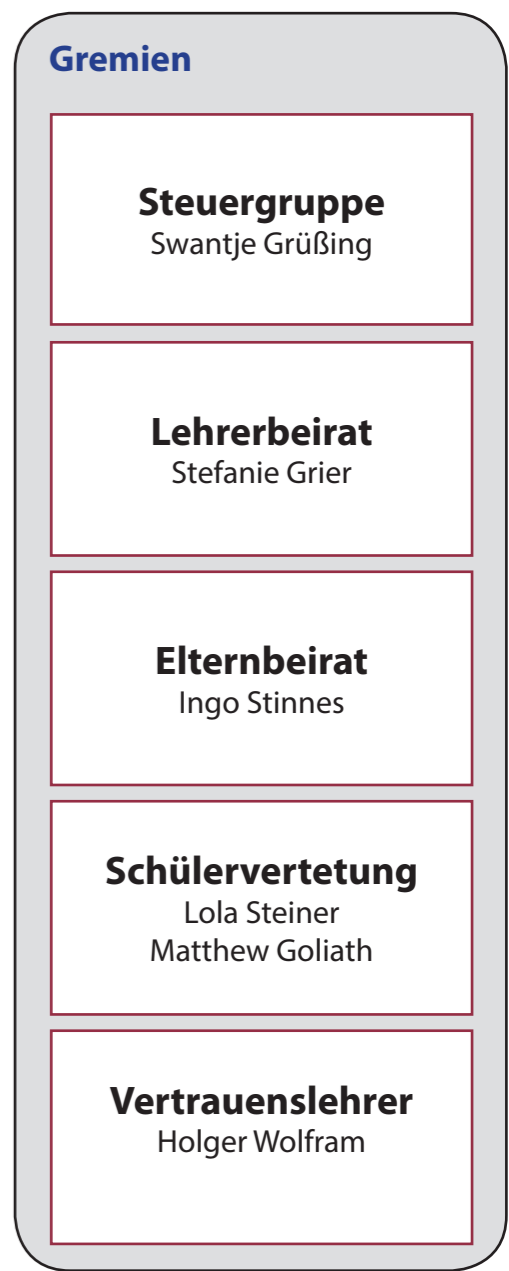 Gremien
Steuergruppe
Swantje Grüßing
Lehrerbeirat
Stefanie Grier
Elternbeirat
Ingo Stinnes
Schülervertetung
Lola Steiner
Matthew Goliath
Vertrauenslehrer
Holger Wolfram